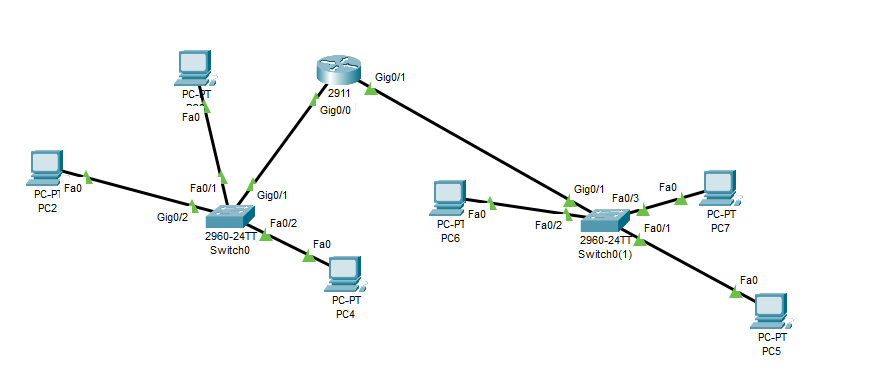 Gig0/1
PC-PT
2911
Gig0/0
Fa0
Fa0
PC-PT
PC2
Fa0/1
Gig0/1
Gig0/2
Fa0/2
2960-24TT
Switch0
Fa0
PC-PT
PC4
Gig0/1
Fa0/3
Fa0
Fa0
PC-PT
PC6
Fa0/2
Fa0/1
2960-24TT
Switch0(1)
PC-PT
PC7
Fa0
PC-PT
PC5